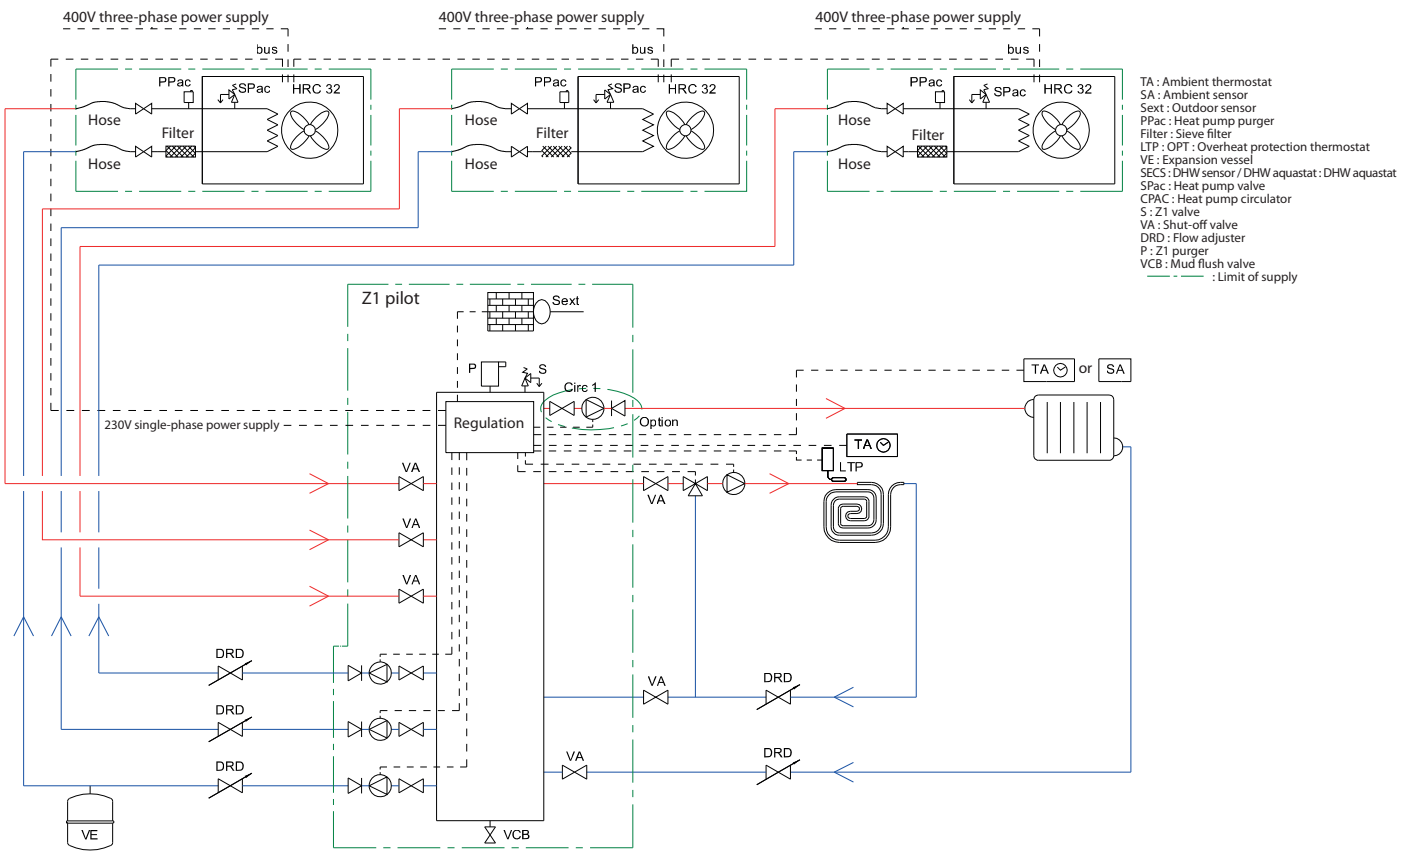 400V three-phase power supply
400V three-phase power supply
400V three-phase power supply
bus
bus
bus
PPac
SPac
HRC 32
Hose
Filter
Hose
PPac
SPac
HRC 32
Hose
Filter
Hose
PPac
SPac
HRC 32
Hose
Filter
Hose
TA : Ambient thermostat
SA : Ambient sensor
Sext : Outdoor sensor
PPac : Heat pump purger
Filter : Sieve filter
LTP : OPT : Overheat protection thermostat
VE : Expansion vessel
SECS : DHW sensor / DHW aquastat : DHW aquastat
SPac : Heat pump valve
CPAC : Heat pump circulator
S : Z1 valve
VA : Shut-off valve
DRD : Flow adjuster
P : Z1 purger
VCB : Mud flush valve
: Limit of supply
Z1 pilot
Sext
P
S
Circ 1
Option
TA or SA
Regulation
230V single-phase power supply
TA
LTP
VA
VA
VA
VA
DRD
VA
DRD
DRD
VA
DRD
DRD
VE
VCB